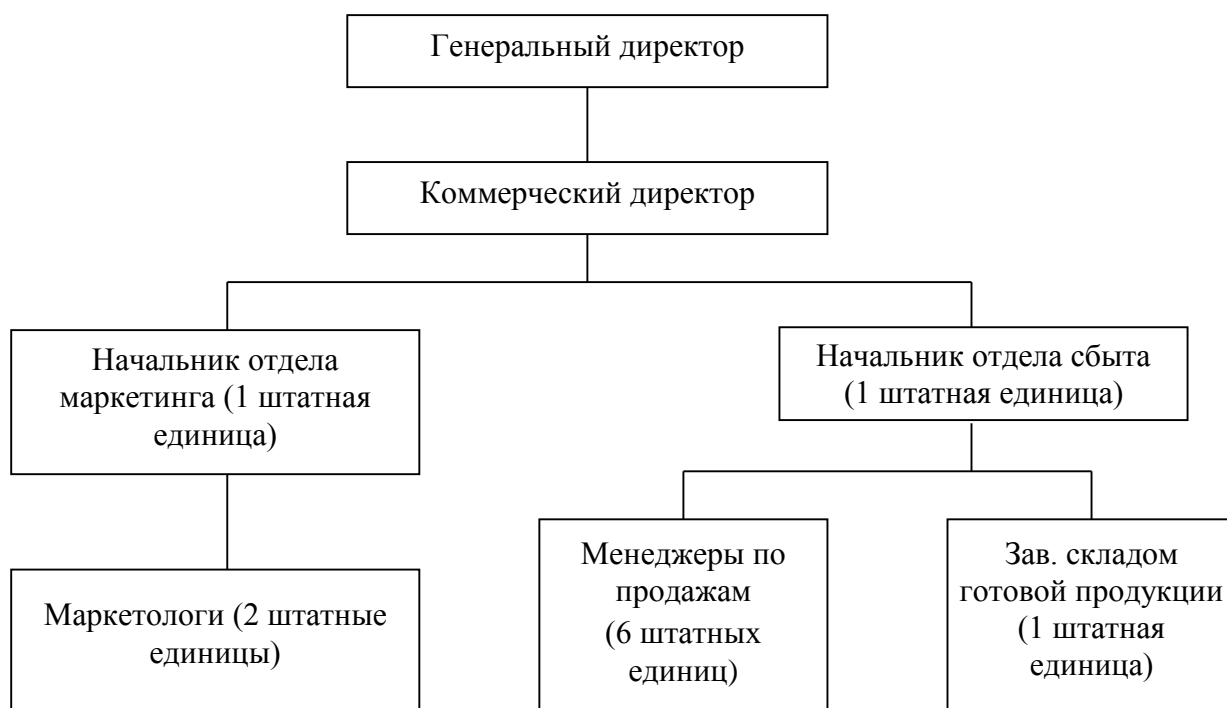 Генеральный директор
Коммерческий директор
Начальник отдела
маркетинга (1 штатная
единица)
Начальник отдела сбыта
(1 штатная единица)
Маркетологи (2 штатные
единицы)
Менеджеры по
продажам
(6 штатных
единиц)
Зав. складом
готовой продукции
(1 штатная
единица)